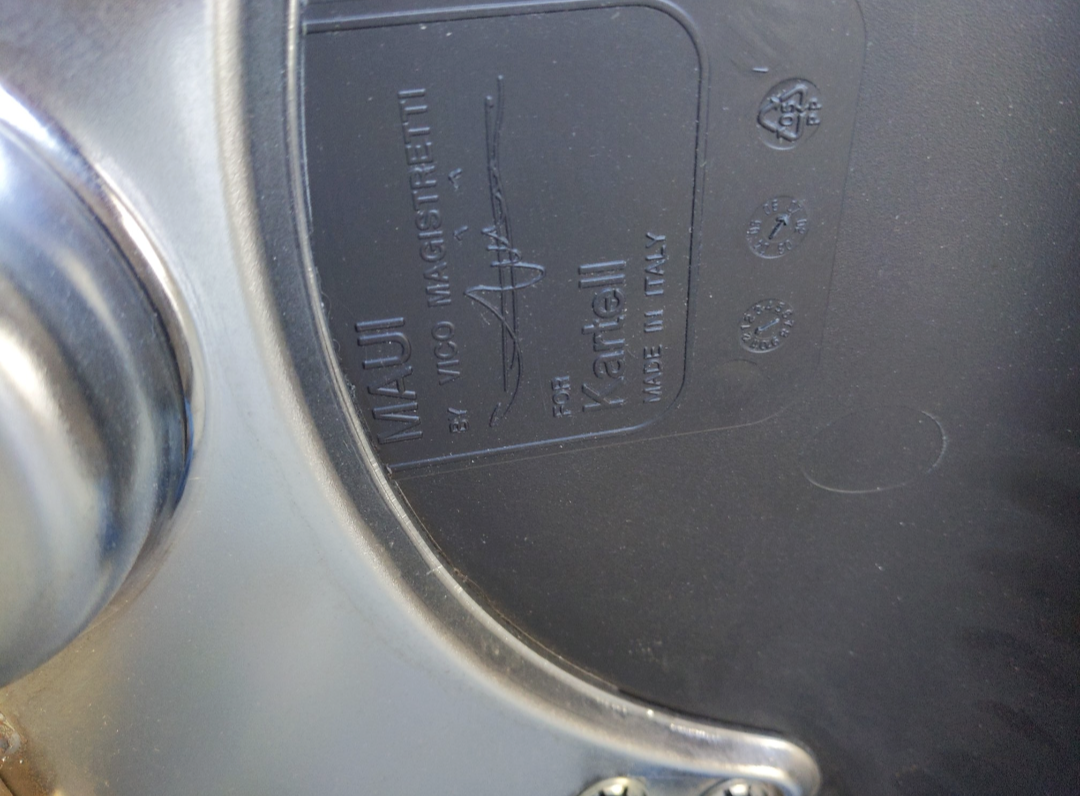 MAUI
BY VICO MAGISTRETTI
FOR
Kartell
MADE IN ITALY
PP